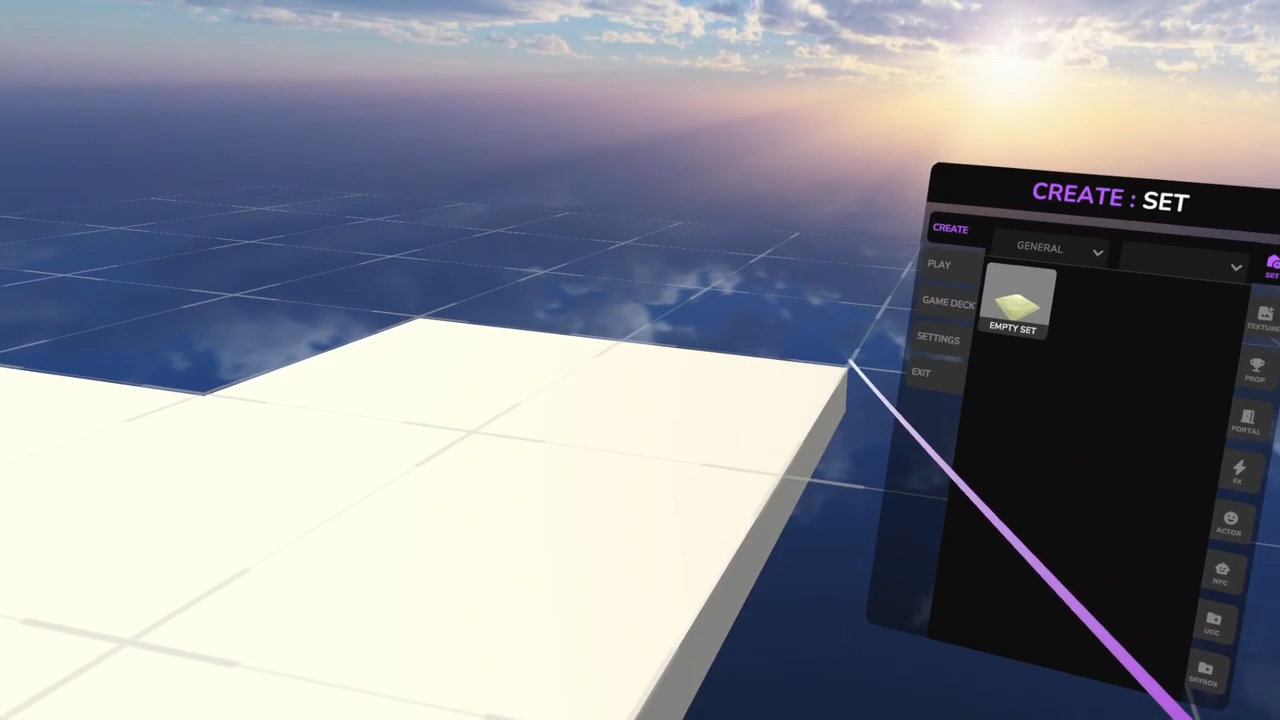 CREATE : SET
CREATE
GENERAL
SET
PLAY
GAME DECK
SETTINGS
EXIT
EMPTY SET
TEXTURE
PROP
PORTAL
FX
ACTOR
NPC
UGC
SKYBOX